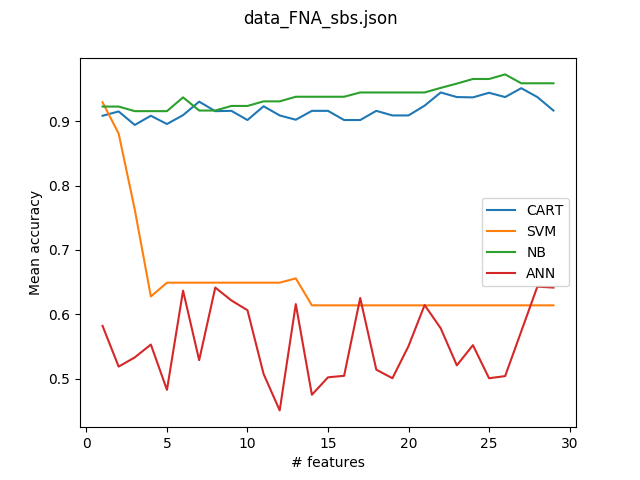 data_FNA_sbs.json
Mean accuracy
0.9
0.8
0.7
0.6
0.5
CART
SVM
NB
ANN
0 5 10 15 20 25 30
# features